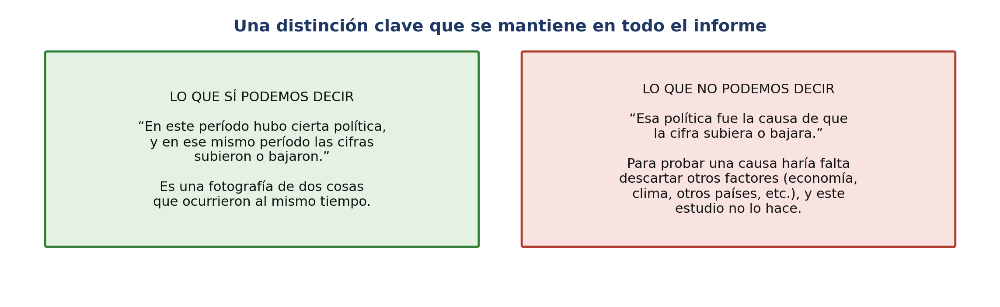 Una distinción clave que se mantiene en todo el informe
LO QUE SÍ PODEMOS DECIR
“En este período hubo cierta política,
y en ese mismo período las cifras
subieron o bajaron.”
Es una fotografía de dos cosas
que ocurrieron al mismo tiempo.
LO QUE NO PODEMOS DECIR
“Esa política fue la causa de que
la cifra subiera o bajara.”
Para probar una causa haría falta
descartar otros factores (economía,
clima, otros países, etc.), y este
estudio no lo hace.